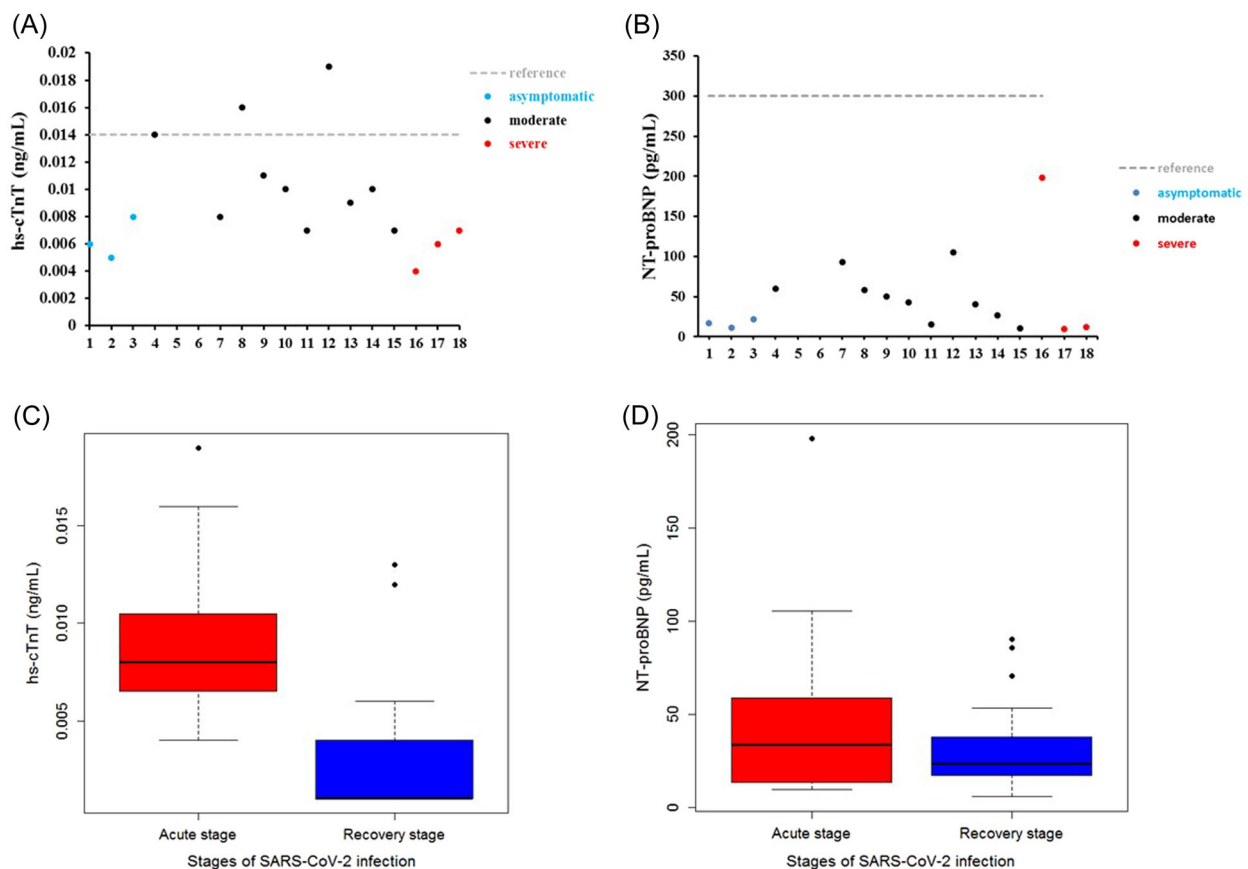 (A)
hs-cTnT (ng/mL)
0.02
0.018
0.016
0.014
0.012
0.01
0.008
0.006
0.004
0.002
0
1 2 3 4 5 6 7 8 9 10 11 12 13 14 15 16 17 18
reference
asymptomatic
moderate
severe
(B)
NT-proBNP (pg/mL)
350
300
250
200
150
100
50
0
1 2 3 4 5 6 7 8 9 10 11 12 13 14 15 16 17 18
reference
asymptomatic
moderate
severe
(C)
hs-cTnT (ng/mL)
0.015
0.010
0.005
Acute stage Recovery stage
Stages of SARS-CoV-2 infection
(D)
NT-proBNP (pg/mL)
200
150
100
50
0
Acute stage Recovery stage
Stages of SARS-CoV-2 infection